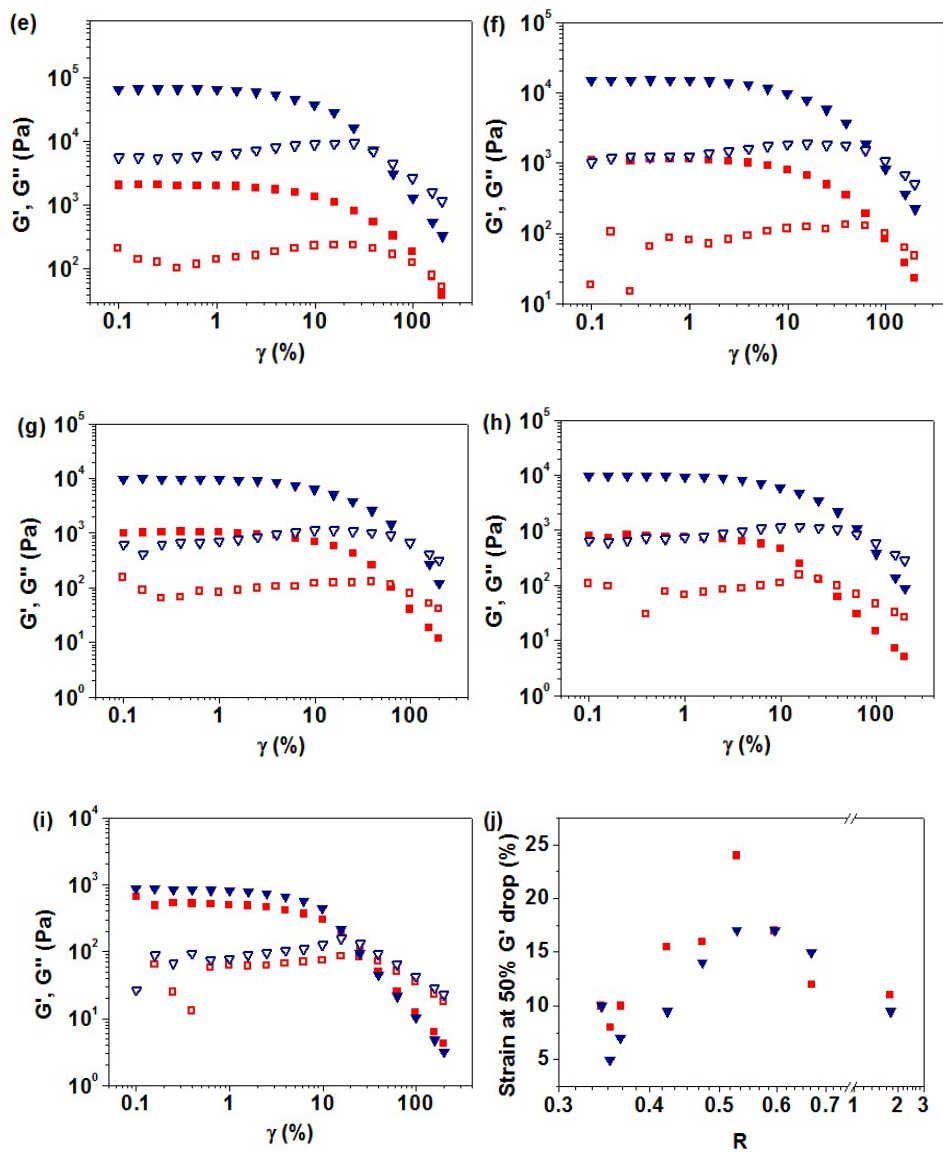 (e)
G', G" (Pa)
10^5
10^4
10^3
10^2
0.1 1 10 100
γ (%)
(f)
G', G" (Pa)
10^5
10^4
10^3
10^2
10^1
0.1 1 10 100
γ (%)
(g)
G', G" (Pa)
10^5
10^4
10^3
10^2
10^1
10^0
0.1 1 10 100
γ (%)
(h)
G', G" (Pa)
10^5
10^4
10^3
10^2
10^1
10^0
0.1 1 10 100
γ (%)
(i)
G', G" (Pa)
10^4
10^3
10^2
10^1
10^0
0.1 1 10 100
γ (%)
(j)
Strain at 50% G' drop (%)
25
20
15
10
5
0.3 0.4 0.5 0.6 0.7 1 2 3
R